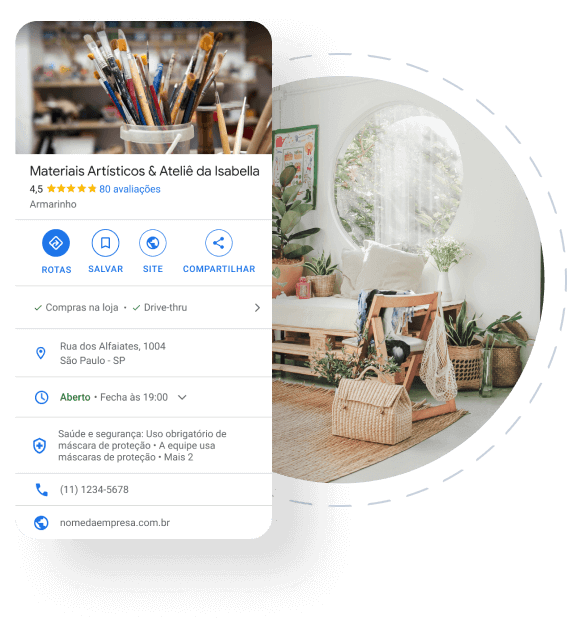 Materiais Artísticos & Ateliê da Isabella
4,5 80 avaliações
Armarinho
ROTAS SALVAR SITE COMPARTILHAR
Compras na loja • Drive-thru
Rua dos Alfaiates, 1004
São Paulo - SP
Aberto • Fecha às 19:00
Saúde e segurança: Uso obrigatório de
máscara de proteção • A equipe usa
máscaras de proteção • Mais 2
(11) 1234-5678
nomedaempresa.com.br